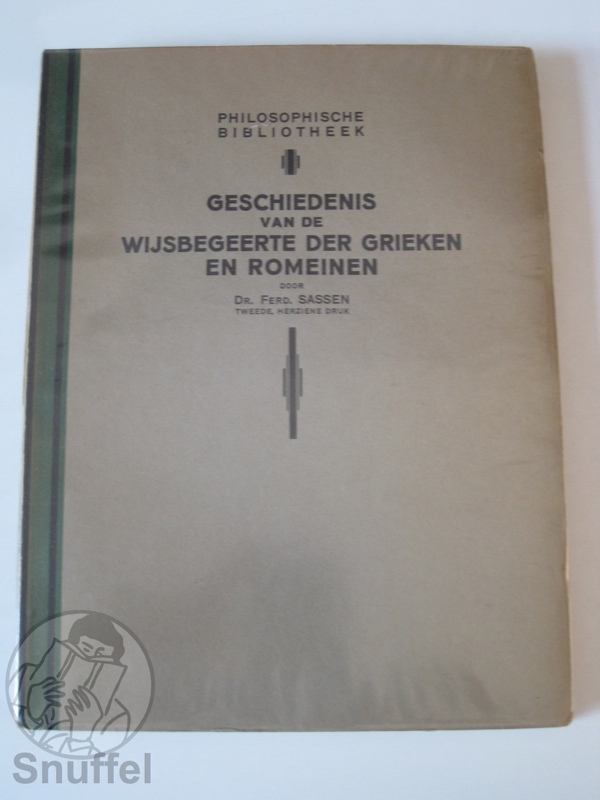 PHILOSOPHISCHE
BIBLIOTHEEK
GESCHIEDENIS
VAN DE
WIJSBEGEERTE DER GRIEKEN
EN ROMEINEN
DOOR
DR. FERD. SASSEN
TWEEDE, HERZIENE DRUK
Snuffel